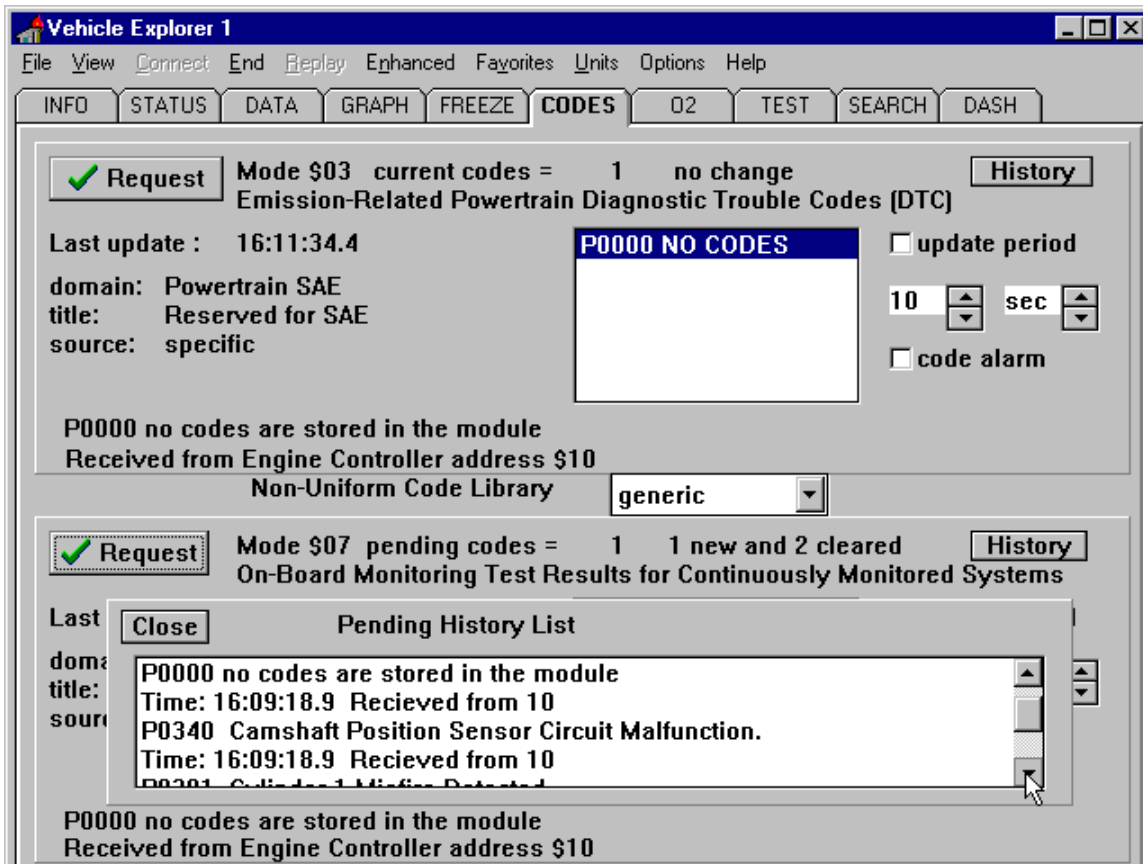 Vehicle Explorer 1
File View Connect End Replay Enhanced Favorites Units Options Help
INFO STATUS DATA GRAPH FREEZE CODES O2 TEST SEARCH DASH
Request Mode $03 current codes = 1 no change History
Emission-Related Powertrain Diagnostic Trouble Codes (DTC)
Last update : 16:11:34.4 P0000 NO CODES update period
domain: Powertrain SAE
title: Reserved for SAE 10 sec
source: specific
code alarm
P0000 no codes are stored in the module
Received from Engine Controller address $10
Non-Uniform Code Library generic
Request Mode $07 pending codes = 1 1 new and 2 cleared History
On-Board Monitoring Test Results for Continuously Monitored Systems
Last
Close Pending History List
doma
title:
sour
P0000 no codes are stored in the module
Time: 16:09:18.9 Recieved from 10
P0340 Camshaft Position Sensor Circuit Malfunction.
Time: 16:09:18.9 Recieved from 10
Cylinder 1 Misfire Detected
P0000 no codes are stored in the module
Received from Engine Controller address $10